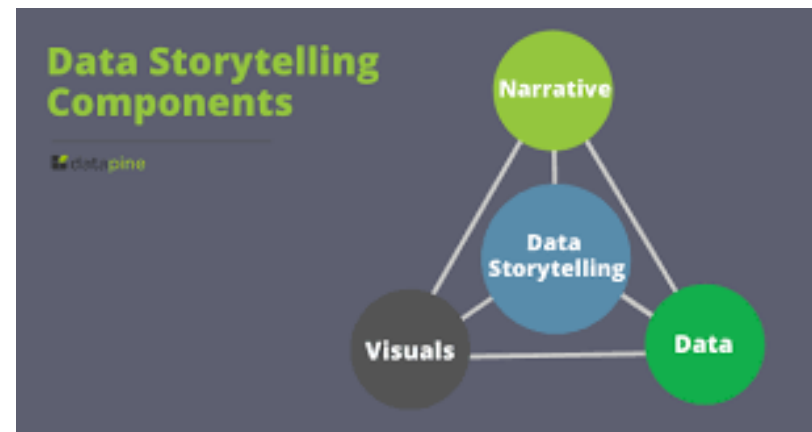 Data Storytelling
Components
datapine
Narrative
Data
Storytelling
Visuals
Data